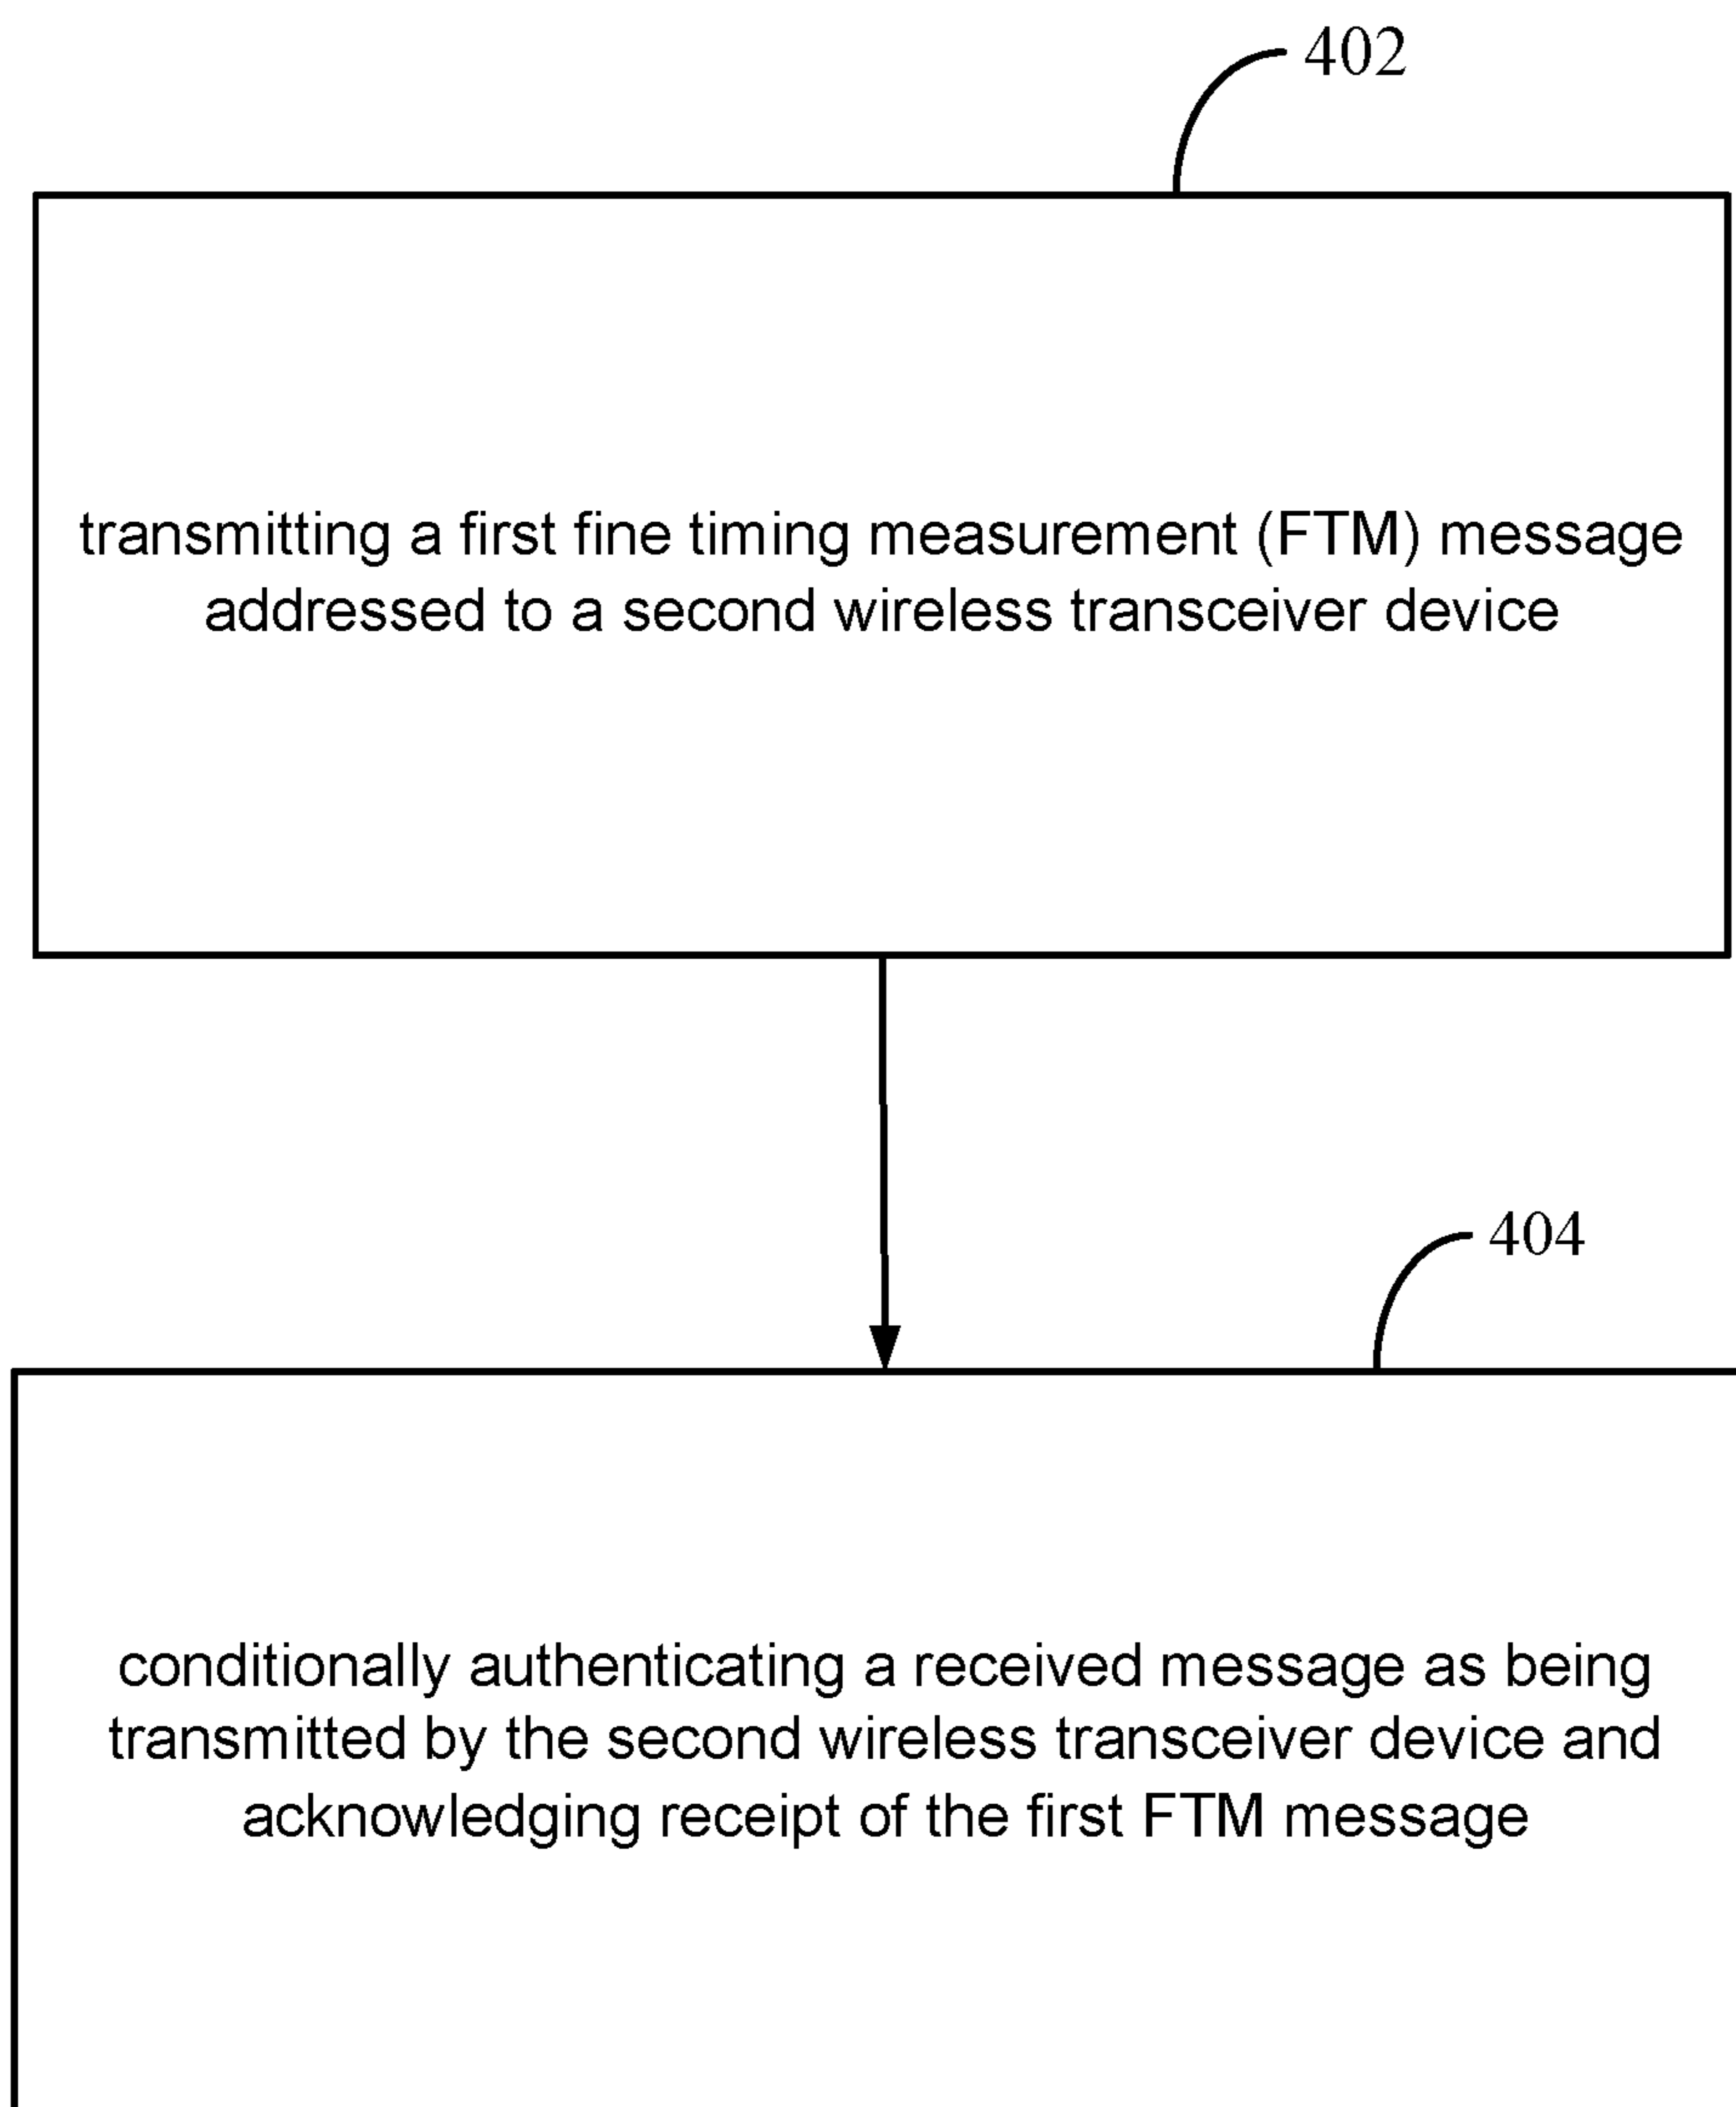 402
transmitting a first fine timing measurement (FTM) message
addressed to a second wireless transceiver device
404
conditionally authenticating a received message as being
transmitted by the second wireless transceiver device and
acknowledging receipt of the first FTM message